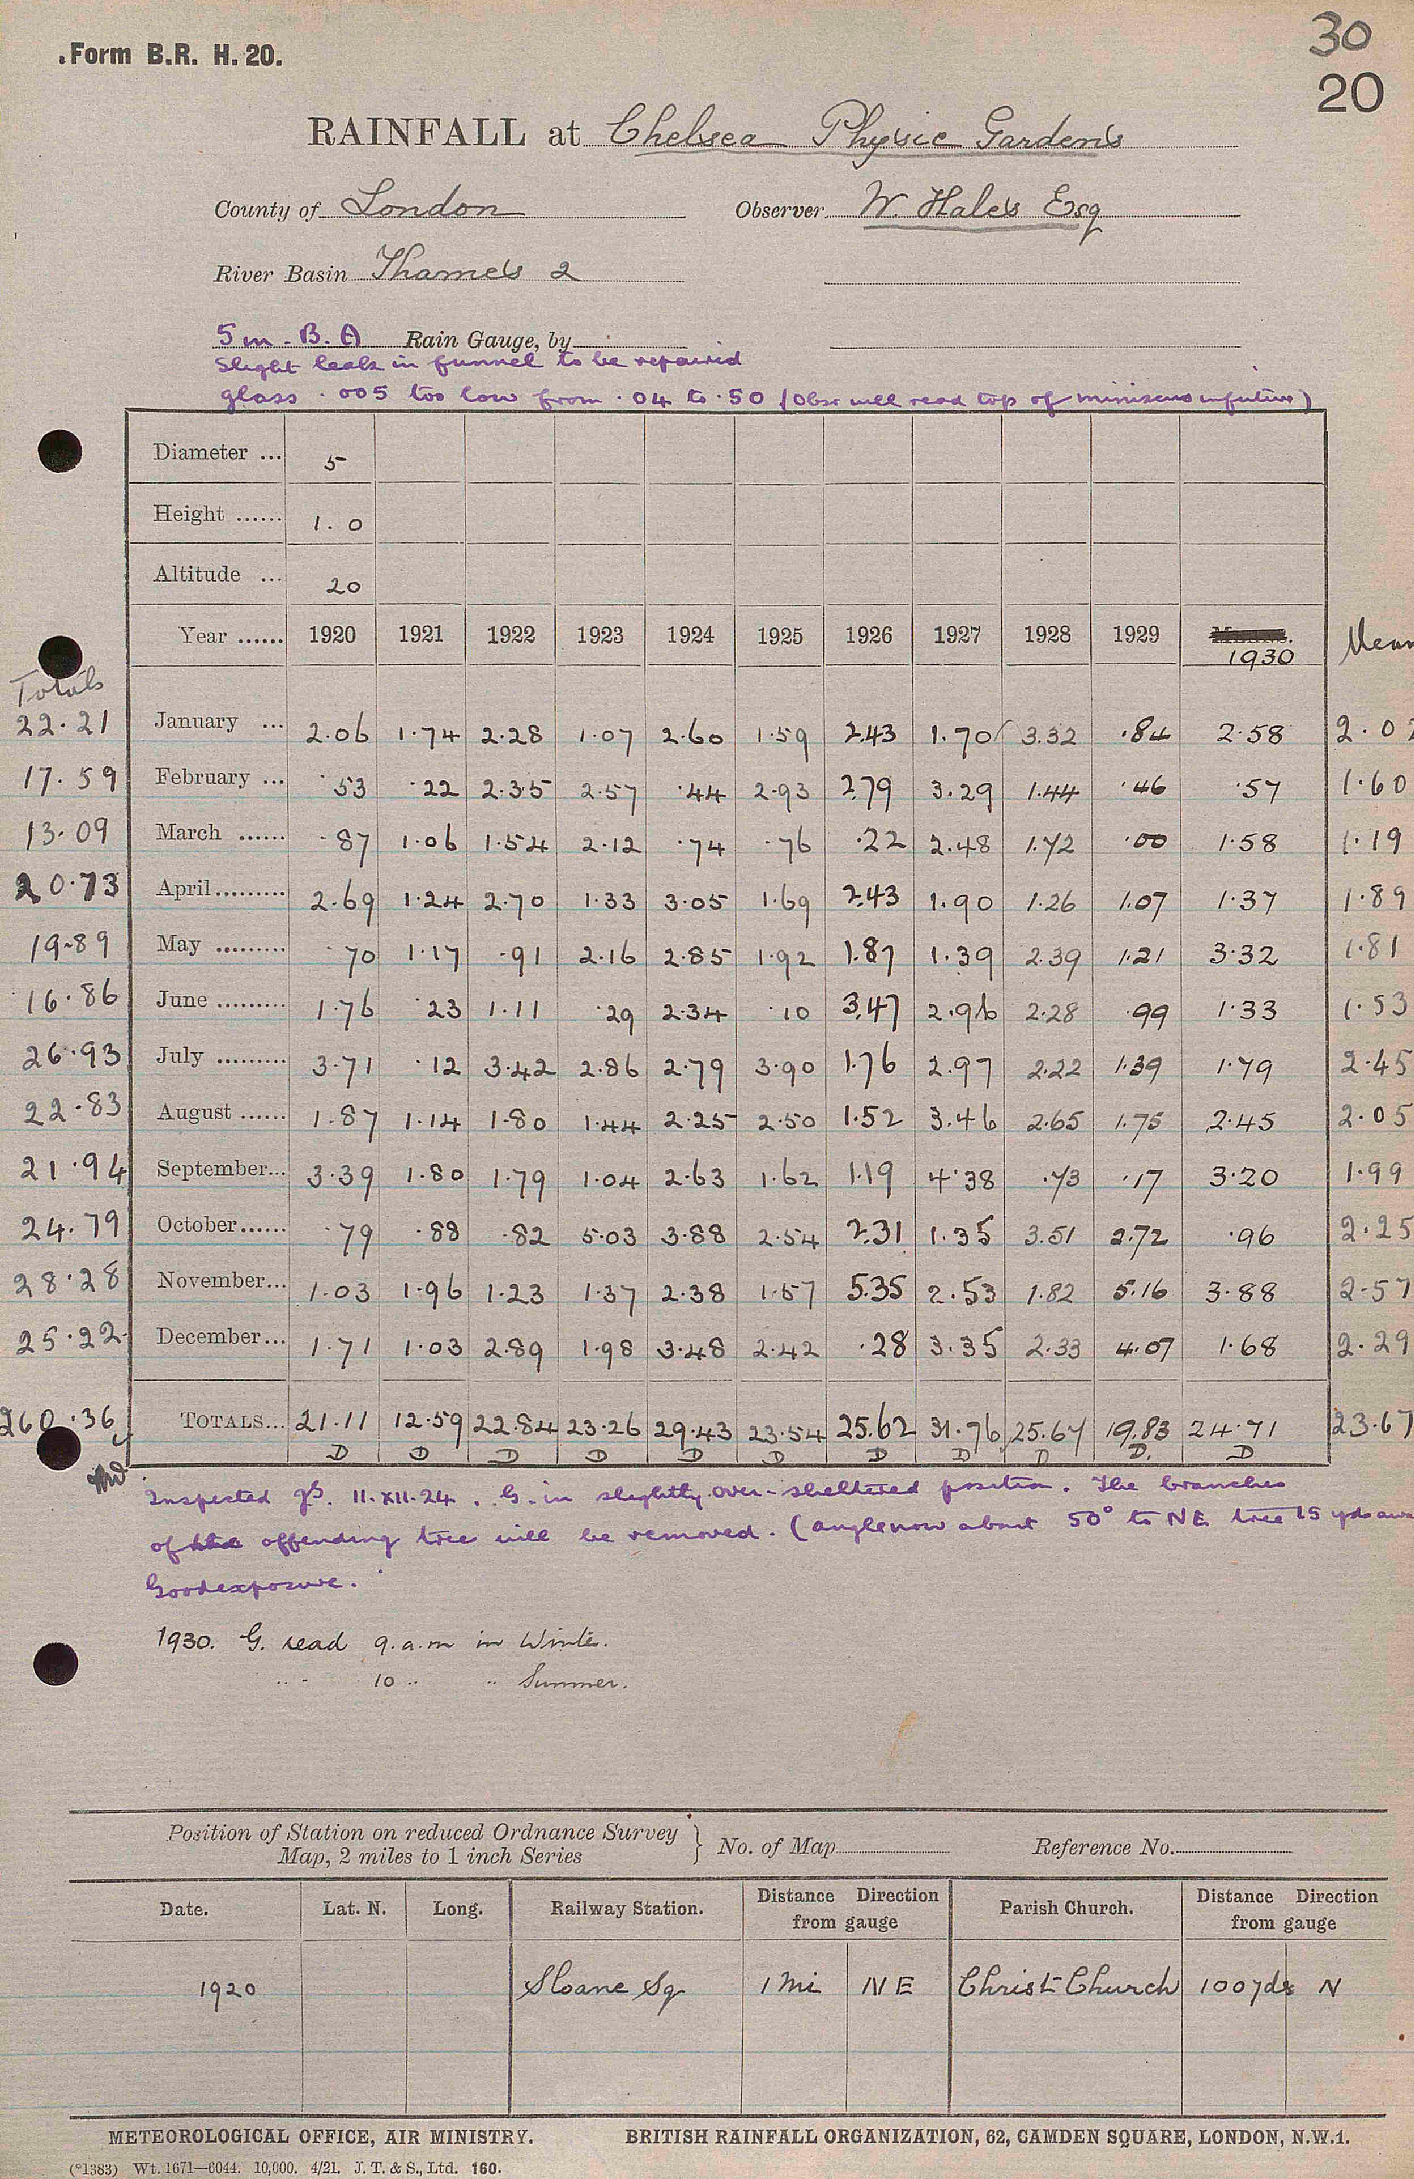 30
.Form B.R. H. 20.
20
RAINFALL at Chelsea Physic Gardens
County of London Observer W. Hales Esq
River Basin Thames 2
5 in - B. A Rain Gauge, by
Slight leak in funnel to be repaired
glass .005 too low from .04 to .50 (Obsr will read top of miniscus in future)
Diameter ... 5
Height ...... 1.0
Altitude ... 20
Year ...... 1920 1921 1922 1923 1924 1925 1926 1927 1928 1929 1930 Mean
Totals
22.21 January ... 2.06 1.74 2.28 1.07 2.60 1.59 2.43 1.70 3.32 .84 2.58 2.02
17.59 February ... .53 .22 2.35 2.57 .44 2.93 2.79 3.29 1.44 .46 .57 1.60
13.09 March ...... .87 1.06 1.54 2.12 .74 .76 .22 2.48 1.72 .00 1.58 1.19
20.73 April......... 2.69 1.24 2.70 1.33 3.05 1.69 2.43 1.90 1.26 1.07 1.37 1.89
19.89 May ......... .70 1.17 .91 2.16 2.85 1.92 1.87 1.39 2.39 1.21 3.32 1.81
16.86 June ......... 1.76 .23 1.11 .29 2.34 .10 3.47 2.96 2.28 .99 1.33 1.53
26.93 July ......... 3.71 .12 3.42 2.86 2.79 3.90 1.76 2.97 2.22 1.39 1.79 2.45
22.83 August ...... 1.87 1.14 1.80 1.44 2.25 2.50 1.52 3.46 2.65 1.75 2.45 2.05
21.94 September... 3.39 1.80 1.79 1.04 2.63 1.62 1.19 4.38 .73 .17 3.20 1.99
24.79 October...... .79 .88 .82 5.03 3.88 2.54 2.31 1.35 3.51 2.72 .96 2.25
28.28 November... 1.03 1.96 1.23 1.37 2.38 1.57 5.35 2.53 1.82 5.16 3.88 2.57
25.22 December... 1.71 1.03 2.89 1.98 3.48 2.42 .28 3.35 2.33 4.07 1.68 2.29
260.36 TOTALS... 21.11 12.59 22.84 23.26 29.43 23.54 25.62 31.76 25.67 19.83 24.71 23.67
D D D D D D D D D D. D
Inspected 11.XII.24. G. in slightly over-sheltered position. The branches
of the offending tree will be removed. (angle now about 50° to NE tree 15 yds
Good exposure.
1930. G. read 9.a.m in Winter.
" - 10 " " Summer.
Position of Station on reduced Ordnance Survey Map, 2 miles to 1 inch Series } No. of Map Reference No.
Date. Lat. N. Long. Railway Station. Distance Direction from gauge Parish Church. Distance Direction from gauge
1920 Sloane Sq 1 Mi NE Christ Church 100 yds N
METEOROLOGICAL OFFICE, AIR MINISTRY. BRITISH RAINFALL ORGANIZATION, 62, CAMDEN SQUARE, LONDON, N.W.1.
(*1383) Wt. 1671—6044. 10,000. 4/21. J. T. & S., Ltd. 160.